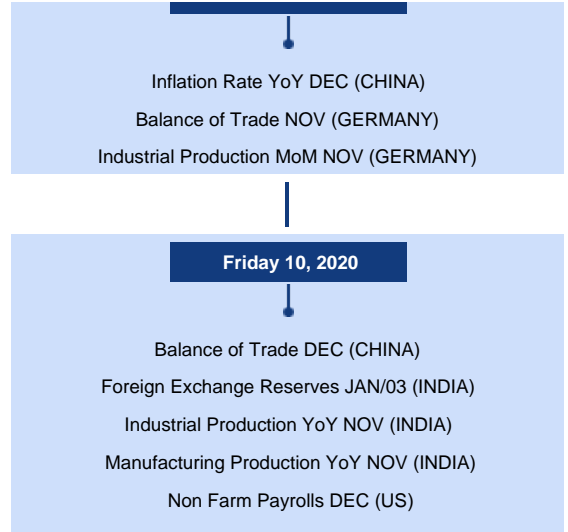 Inflation Rate YoY DEC (CHINA)
Balance of Trade NOV (GERMANY)
Industrial Production MoM NOV (GERMANY)
Friday 10, 2020
Balance of Trade DEC (CHINA)
Foreign Exchange Reserves JAN/03 (INDIA)
Industrial Production YoY NOV (INDIA)
Manufacturing Production YoY NOV (INDIA)
Non Farm Payrolls DEC (US)